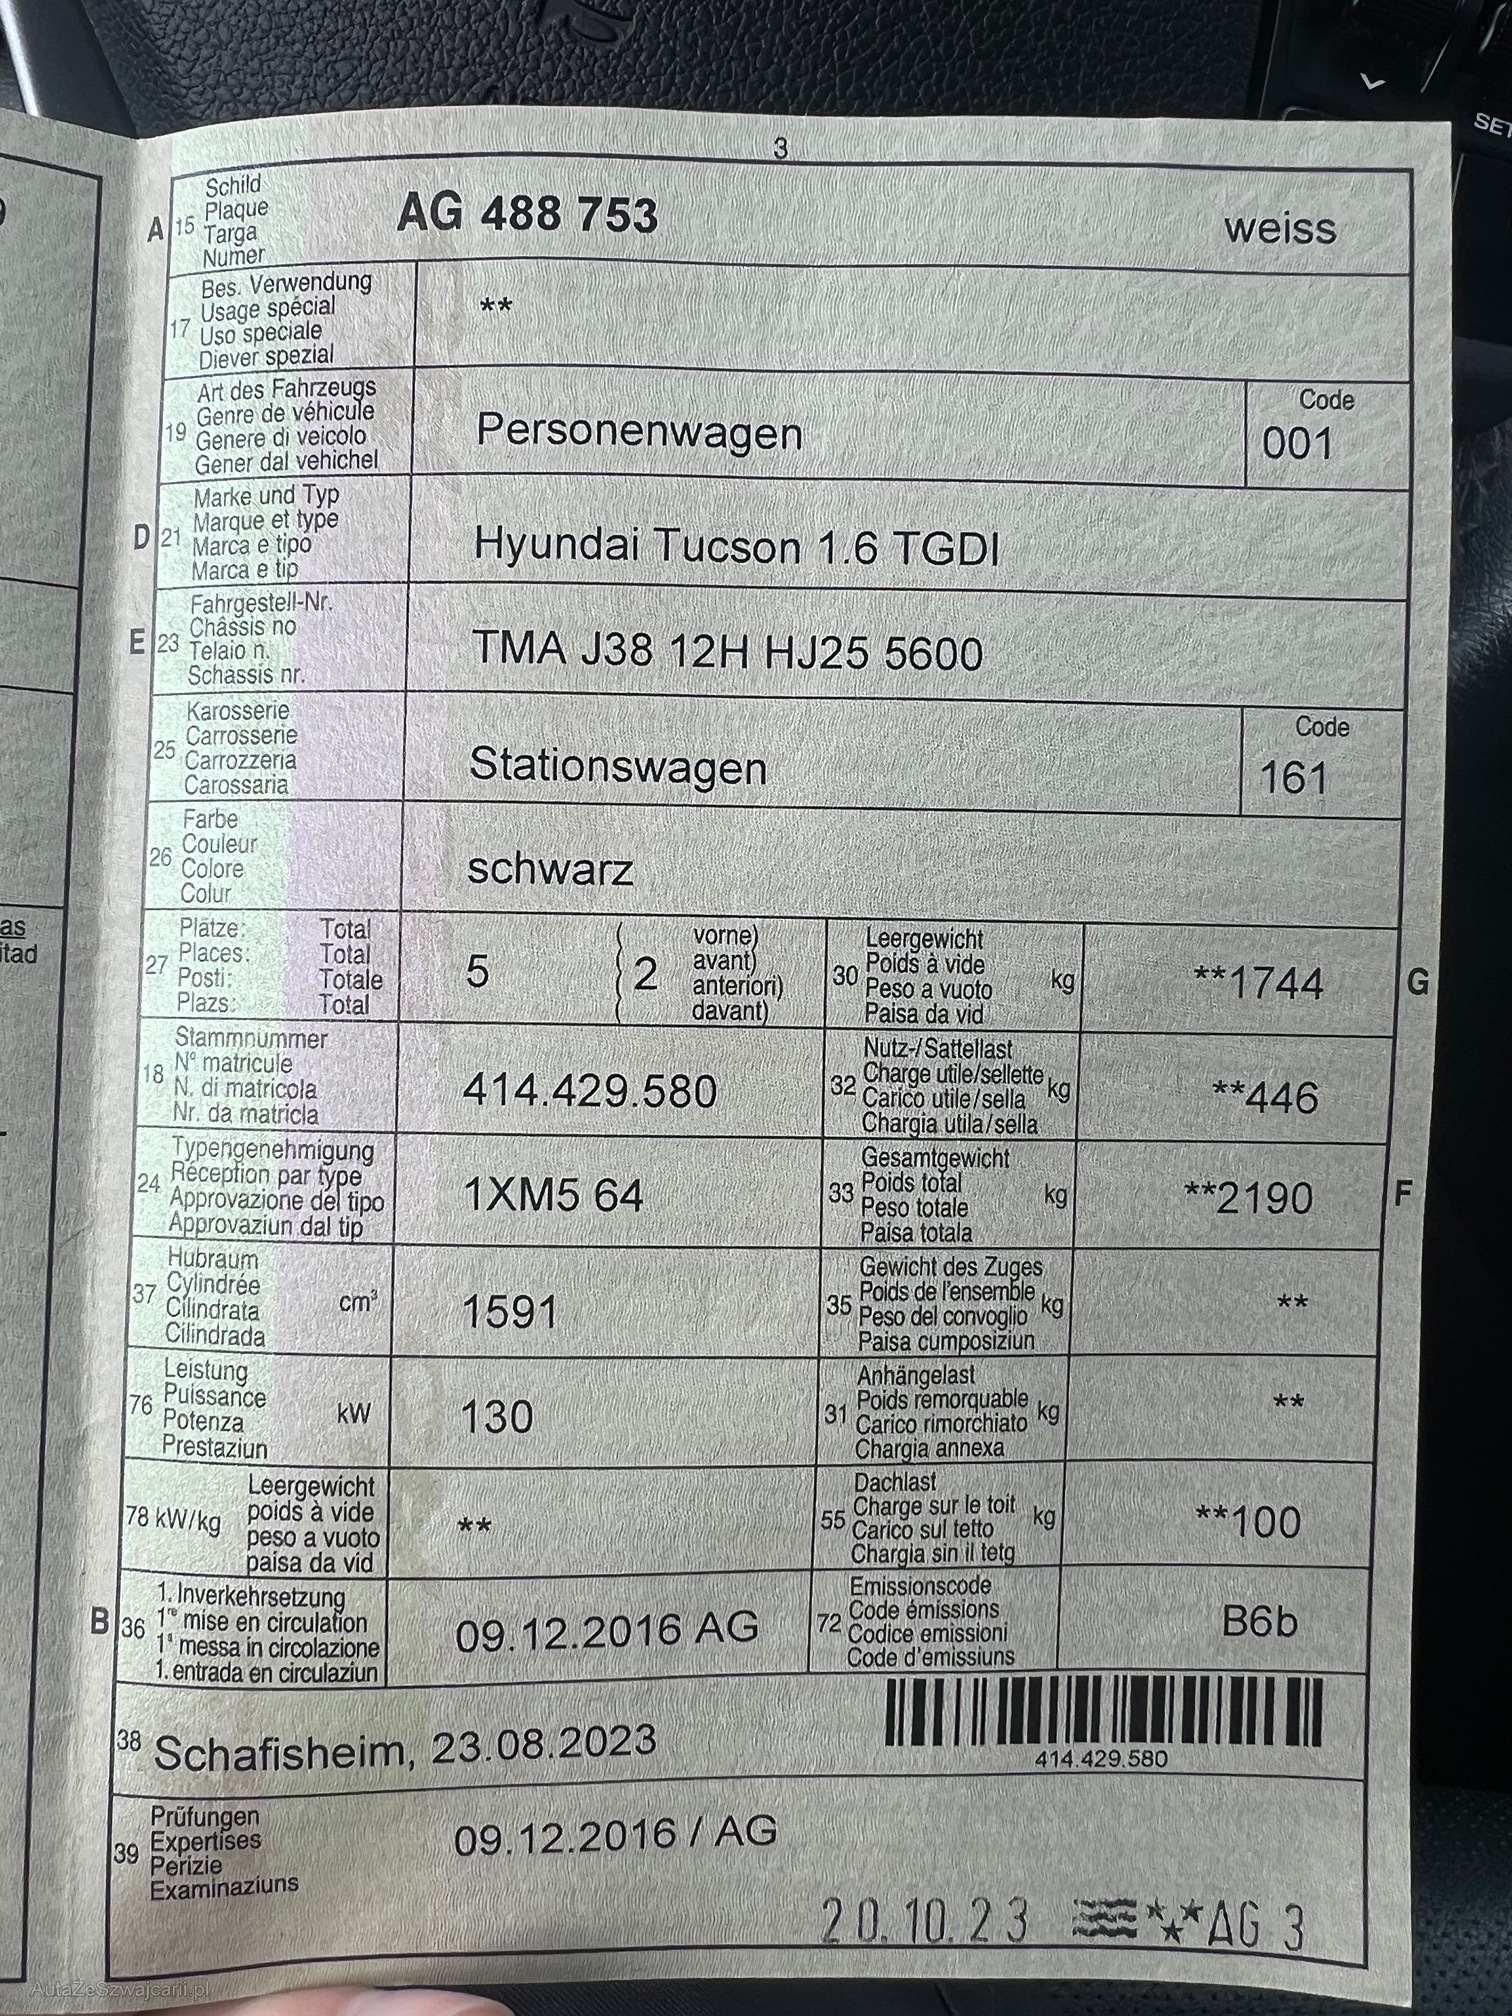 SET
3
A 15 Schild
Plaque
Targa
Numer
AG 488 753 weiss
17 Bes. Verwendung
Usage spécial
Uso speciale
Diever spezial
**
19 Art des Fahrzeugs
Genre de véhicule
Genere di veicolo
Gener dal vehichel
Personenwagen
Code
001
D 21 Marke und Typ
Marque et type
Marca e tipo
Marca e tip
Hyundai Tucson 1.6 TGDI
E 23 Fahrgestell-Nr.
Châssis no
Telaio n.
Schassis nr.
TMA J38 12H HJ25 5600
25 Karosserie
Carrosserie
Carrozzeria
Carossaria
Stationswagen
Code
161
26 Farbe
Couleur
Colore
Colur
schwarz
as
itad
27 Plätze: Total
Places: Total
Posti: Totale
Plazs: Total
5 ( 2
vorne)
avant)
anteriori)
davant)
30 Leergewicht
Poids à vide
Peso a vuoto
Paisa da vid
kg
**1744
G
18 Stammnummer
N° matricule
N. di matricola
Nr. da matricla
414.429.580
32 Nutz-/Sattellast
Charge utile/sellette
Carico utile/sella
Chargia utila/sella
kg
**446
24 Typengenehmigung
Réception par type
Approvazione del tipo
Approvaziun dal tip
1XM5 64
33 Gesamtgewicht
Poids total
Peso totale
Paisa totala
kg
**2190
F
37 Hubraum
Cylindrée
Cilindrata
Cilindrada
cm³
1591
35 Gewicht des Zuges
Poids de l'ensemble
Peso del convoglio
Paisa cumposiziun
kg
**
76 Leistung
Puissance
Potenza
Prestaziun
kW
130
31 Anhängelast
Poids remorquable
Carico rimorchiato
Chargia annexa
kg
**
78 kW/kg
Leergewicht
poids à vide
peso a vuoto
paisa da vid
**
55 Dachlast
Charge sur le toit
Carico sul tetto
Chargia sin il tetg
kg
**100
B 36 1. Inverkehrsetzung
1re mise en circulation
1a messa in circolazione
1. entrada en circulaziun
09.12.2016 AG
72 Emissionscode
Code émissions
Codice emissioni
Code d'emissiuns
B6b
38 Schafisheim, 23.08.2023
414.429.580
39 Prüfungen
Expertises
Perizie
Examinaziuns
09.12.2016 / AG
20.10.23 AG 3
AutaZeSzwajcarii.pl